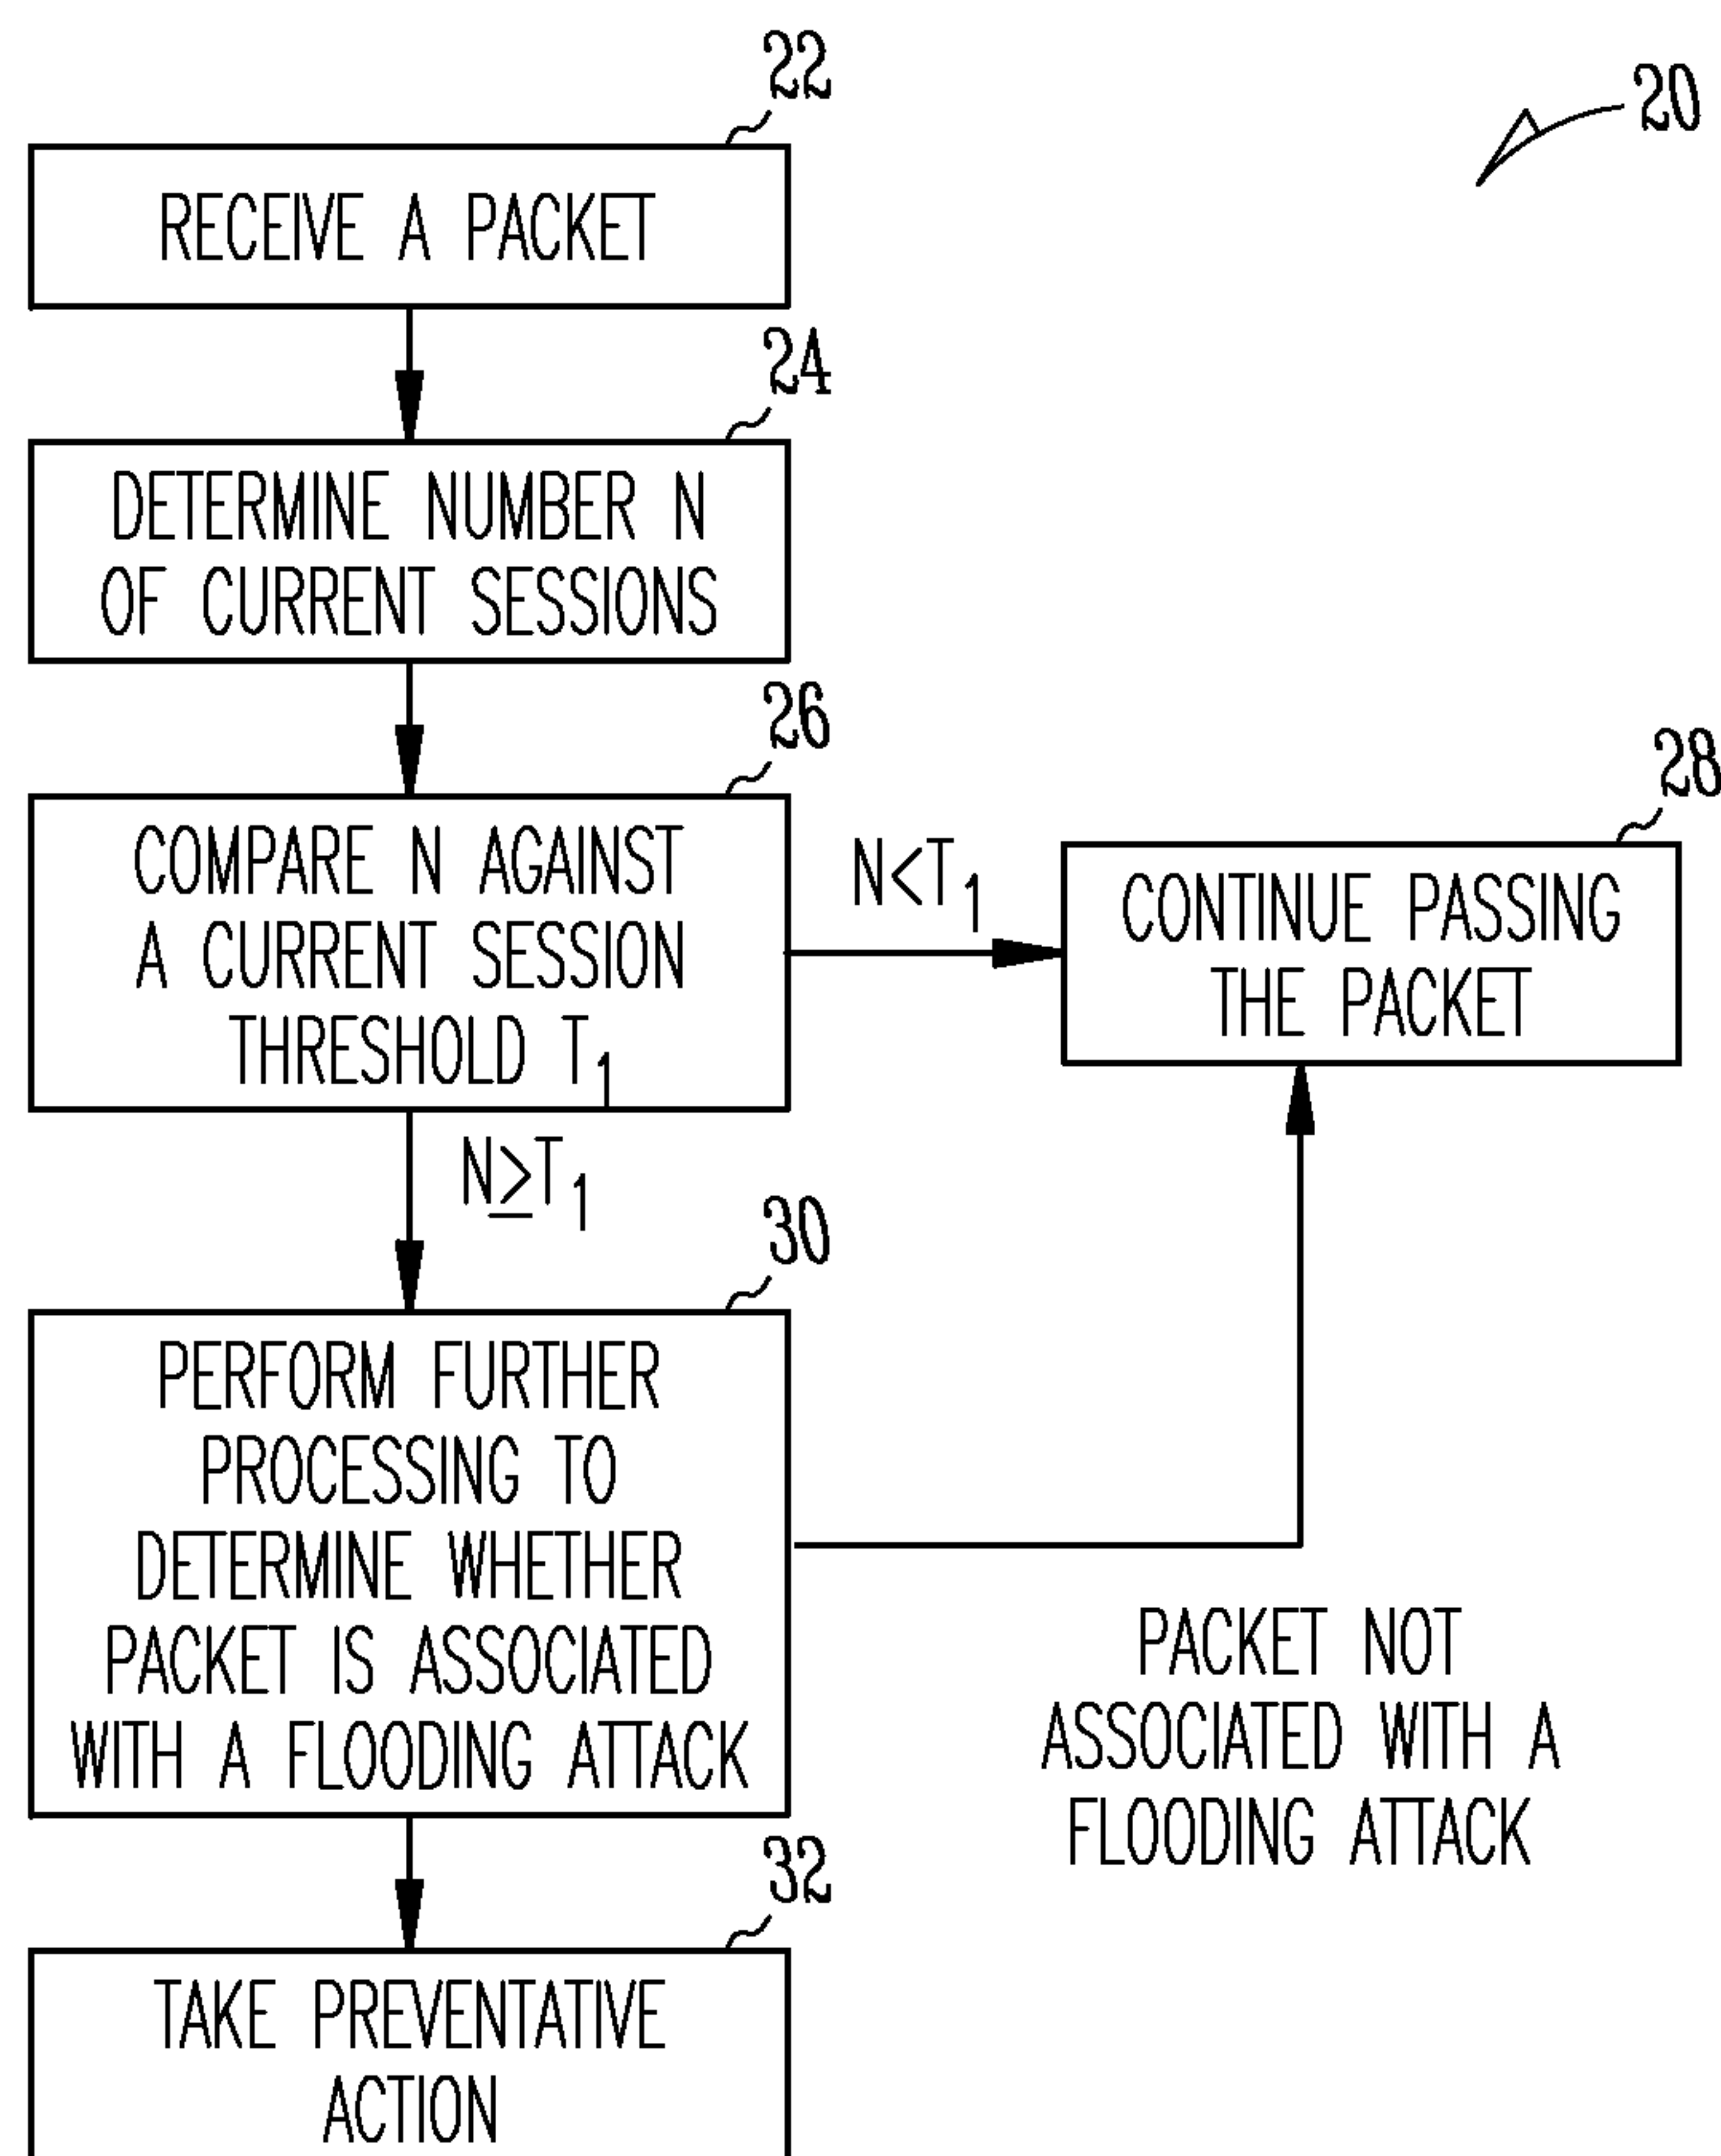 22
20
RECEIVE A PACKET
24
DETERMINE NUMBER N
OF CURRENT SESSIONS
26
COMPARE N AGAINST
A CURRENT SESSION
THRESHOLD T1
N<T1
28
CONTINUE PASSING
THE PACKET
N≥T1
30
PERFORM FURTHER
PROCESSING TO
DETERMINE WHETHER
PACKET IS ASSOCIATED
WITH A FLOODING ATTACK
PACKET NOT
ASSOCIATED WITH A
FLOODING ATTACK
32
TAKE PREVENTATIVE
ACTION